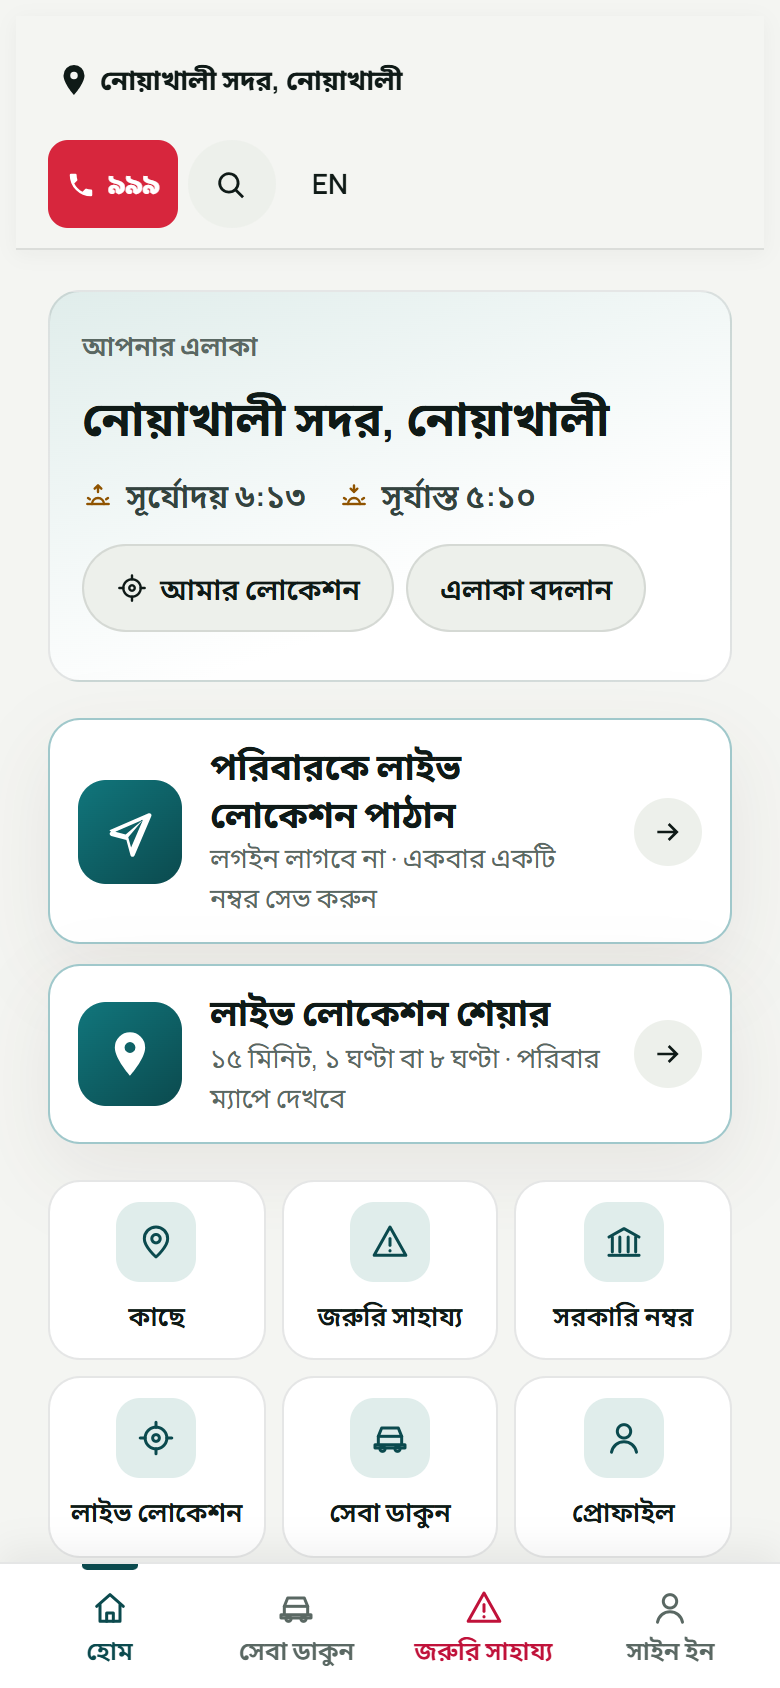 নোয়াখালী সদর, নোয়াখালী
৯৯৯
EN
আপনার এলাকা
নোয়াখালী সদর, নোয়াখালী
সূর্যোদয় ৬:১৩ সূর্যাস্ত ৫:১০
আমার লোকেশন এলাকা বদলান
পরিবারকে লাইভ
লোকেশন পাঠান
লগইন লাগবে না · একবার একটি
নম্বর সেভ করুন
লাইভ লোকেশন শেয়ার
১৫ মিনিট, ১ ঘণ্টা বা ৮ ঘণ্টা · পরিবার
ম্যাপে দেখবে
কাছে জরুরি সাহায্য সরকারি নম্বর
লাইভ লোকেশন সেবা ডাকুন প্রোফাইল
হোম সেবা ডাকুন জরুরি সাহায্য সাইন ইন